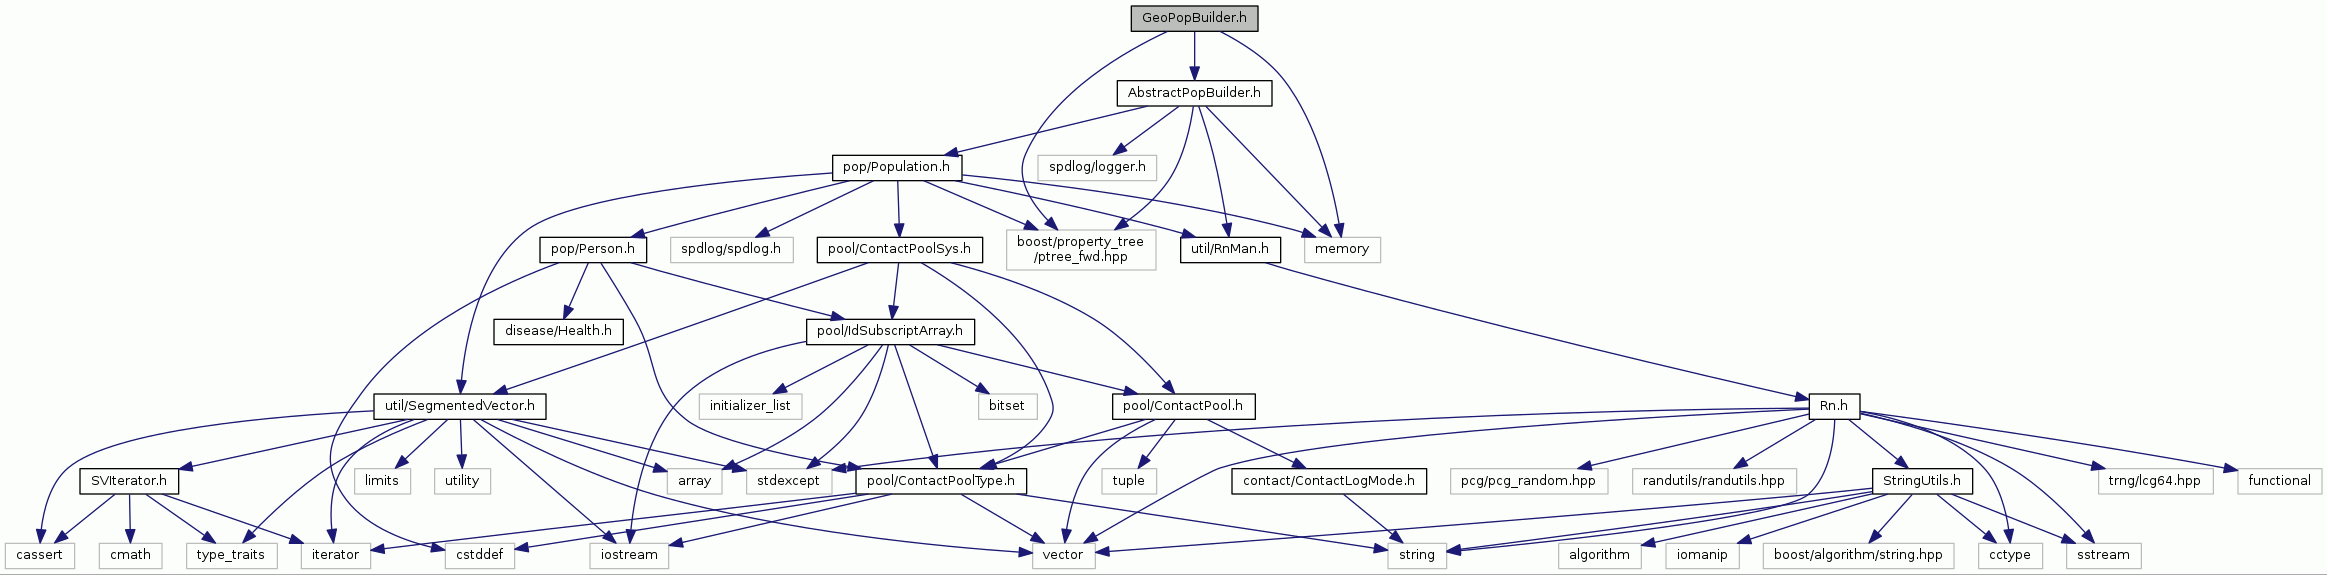 GeoPopBuilder.h
AbstractPopBuilder.h
pop/Population.h
spdlog/logger.h
pop/Person.h
spdlog/spdlog.h
pool/ContactPoolSys.h
boost/property_tree
/ptree_fwd.hpp
util/RnMan.h
memory
disease/Health.h
pool/IdSubscriptArray.h
util/SegmentedVector.h
initializer_list
bitset
pool/ContactPool.h
Rn.h
SVIterator.h
limits
utility
array
stdexcept
pool/ContactPoolType.h
tuple
contact/ContactLogMode.h
pcg/pcg_random.hpp
randutils/randutils.hpp
StringUtils.h
trng/lcg64.hpp
functional
cassert
cmath
type_traits
iterator
cstddef
iostream
vector
string
algorithm
iomanip
boost/algorithm/string.hpp
cctype
sstream